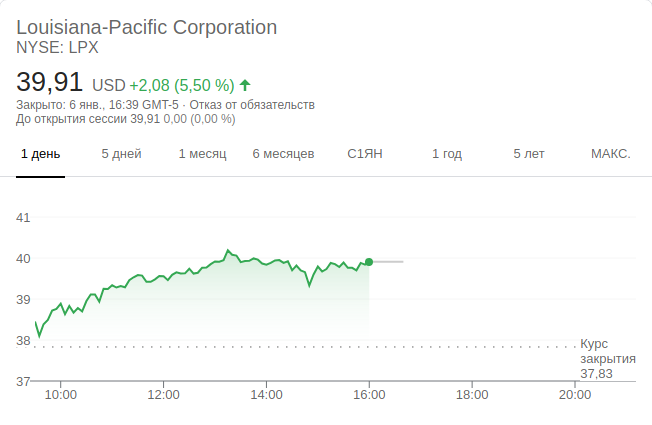 Louisiana-Pacific Corporation
NYSE: LPX
39,91 USD +2,08 (5,50 %)
Закрыто: 6 янв., 16:39 GMT-5 · Отказ от обязательств
До открытия сессии 39,91 0,00 (0,00 %)
1 день 5 дней 1 месяц 6 месяцев С1ЯН 1 год 5 лет МАКС.
41
40
39
38
Курс
закрытия
37,83
37
10:00 12:00 14:00 16:00 18:00 20:00